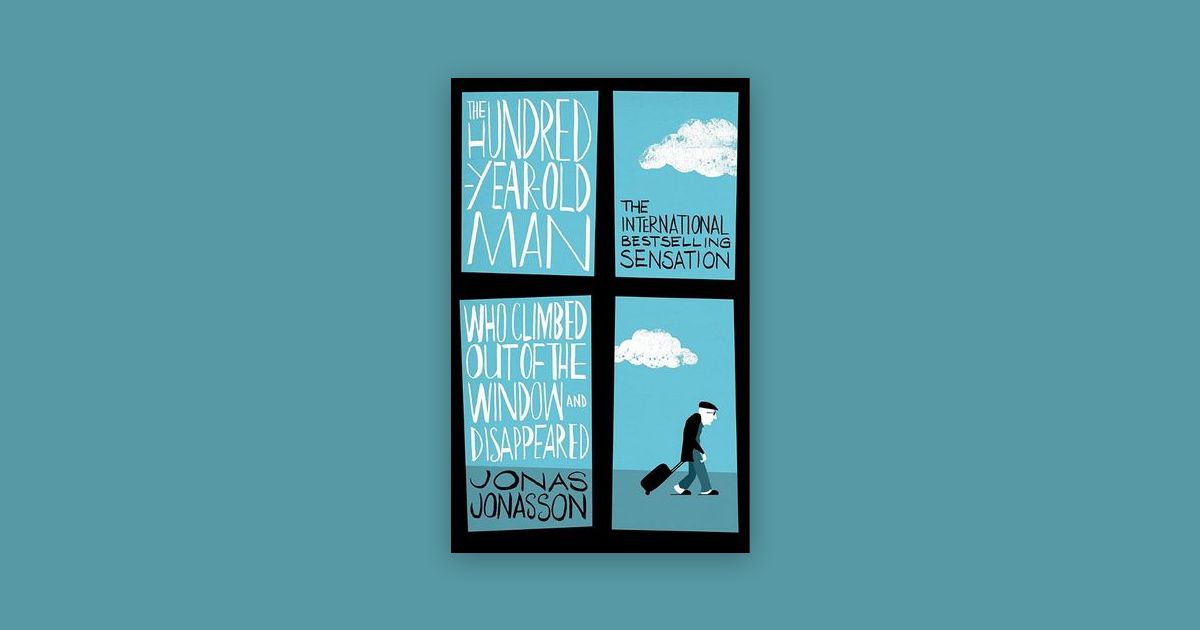 THE
HUNDRED
-YEAR-OLD
MAN
THE
INTERNATIONAL
BESTSELLING
SENSATION
WHO CLIMBED
OUT OF THE
WINDOW AND
DISAPPEARED
JONAS
JONASSON